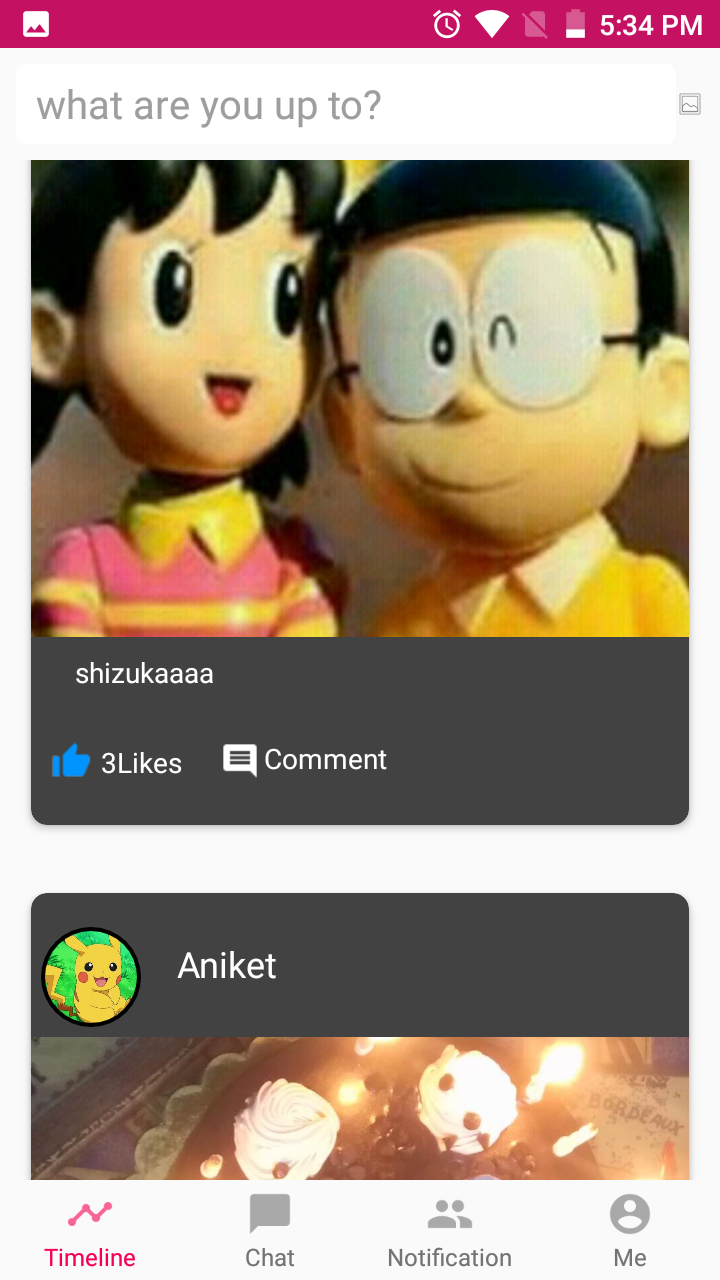 5:34 PM
what are you up to?
shizukaaaa
3Likes Comment
Aniket
BORDEAUX
Timeline Chat Notification Me